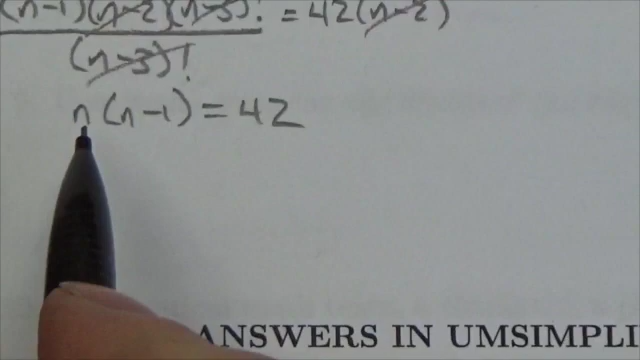 (n-1)(n-2)(n-3)! = 42(n-2)
(n-3)!
n(n-1)=42
ANSWERS IN UMSIMPLI